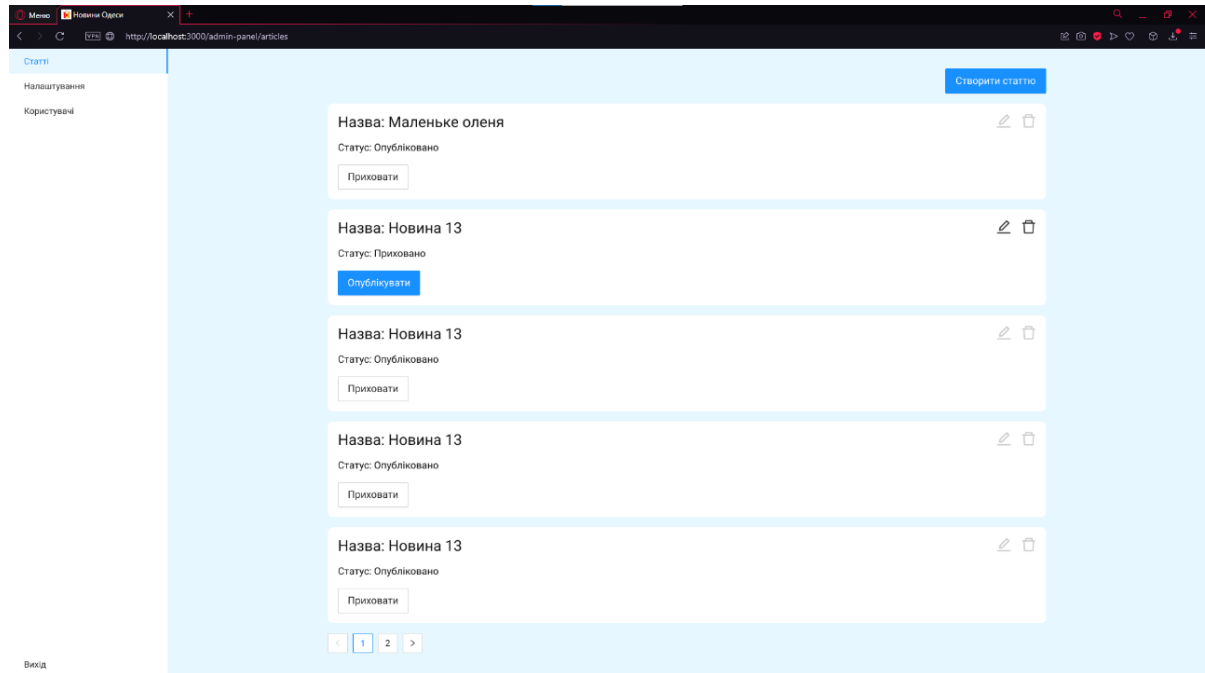 Меню
Новини Одеси
VPN
http://localhost:3000/admin-panel/articles
Статті
Налаштування
Користувачі
Створити статтю
Назва: Маленьке оленя
Статус: Опубліковано
Приховати
Назва: Новина 13
Статус: Приховано
Опублікувати
Назва: Новина 13
Статус: Опубліковано
Приховати
Назва: Новина 13
Статус: Опубліковано
Приховати
Назва: Новина 13
Статус: Опубліковано
Приховати
1 2
Вихід